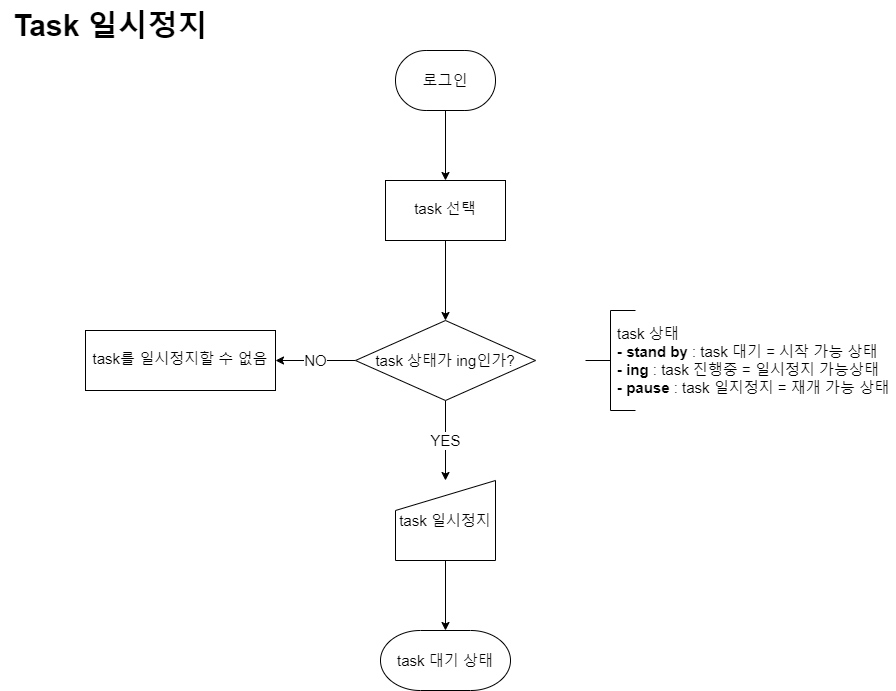 Task 일시정지
로그인
task 선택
task 상태가 ing인가?
NO
task를 일시정지할 수 없음
task 상태
- stand by : task 대기 = 시작 가능 상태
- ing : task 진행중 = 일시정지 가능상태
- pause : task 일지정지 = 재개 가능 상태
YES
task 일시정지
task 대기 상태